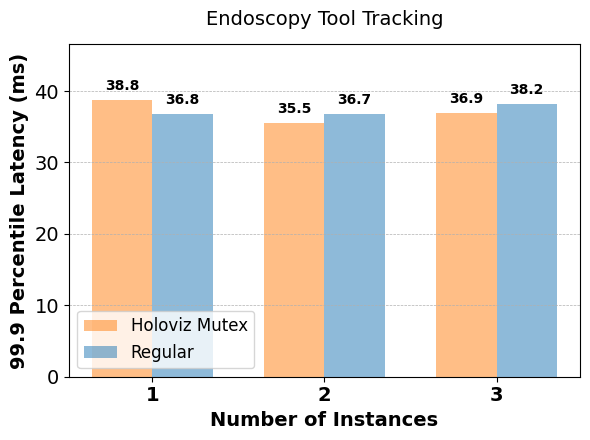 Endoscopy Tool Tracking
99.9 Percentile Latency (ms)
40
30
20
10
0
38.8
36.8
35.5
36.7
36.9
38.2
Holoviz Mutex
Regular
1
2
3
Number of Instances